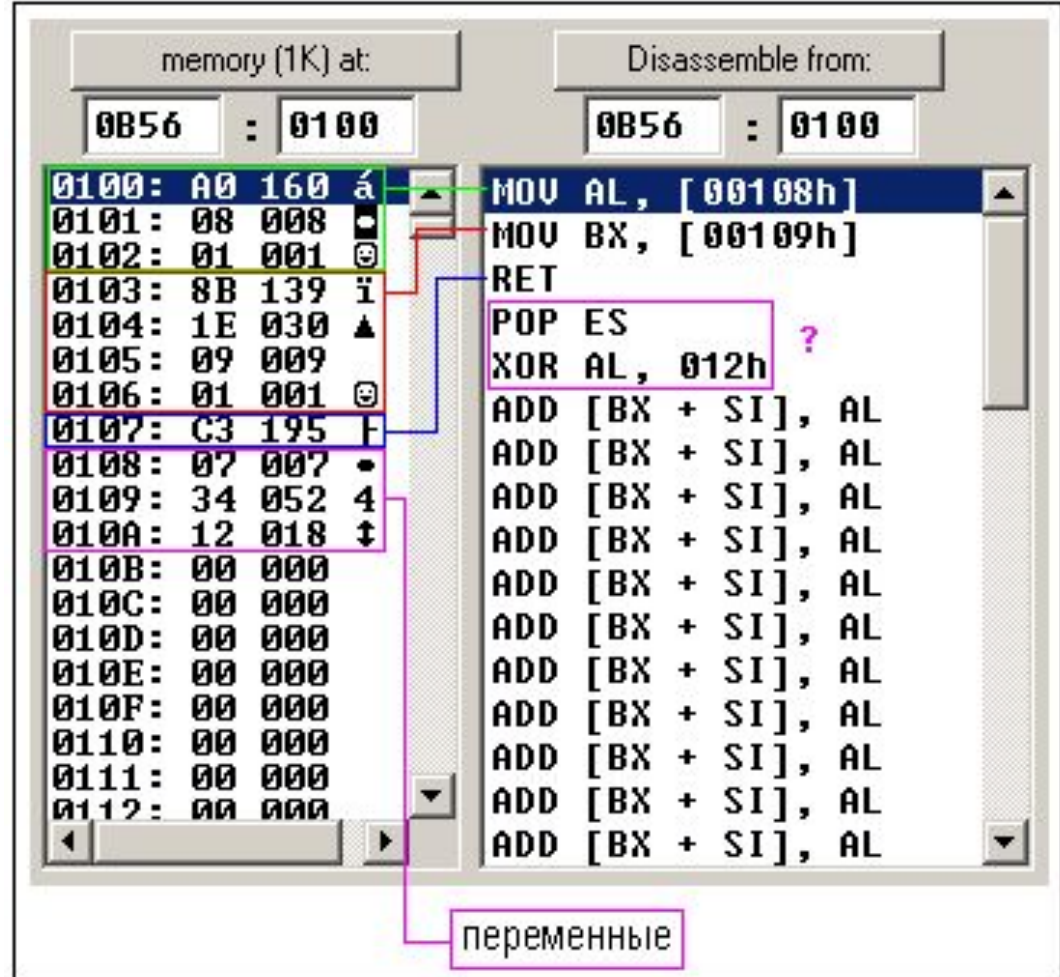 memory (1K) at:
Disassemble from:
0B56 : 0100
0B56 : 0100
0100: A0 160 á
0101: 08 008 ◘
0102: 01 001 ☺
0103: 8B 139 ï
0104: 1E 030 ▲
0105: 09 009
0106: 01 001 ☺
0107: C3 195 ├
0108: 07 007 •
0109: 34 052 4
010A: 12 018 ↕
010B: 00 000
010C: 00 000
010D: 00 000
010E: 00 000
010F: 00 000
0110: 00 000
0111: 00 000
0112: 00 000
MOV AL, [00108h]
MOV BX, [00109h]
RET
POP ES
XOR AL, 012h
?
ADD [BX + SI], AL
ADD [BX + SI], AL
ADD [BX + SI], AL
ADD [BX + SI], AL
ADD [BX + SI], AL
ADD [BX + SI], AL
ADD [BX + SI], AL
ADD [BX + SI], AL
ADD [BX + SI], AL
ADD [BX + SI], AL
ADD [BX + SI], AL
переменные